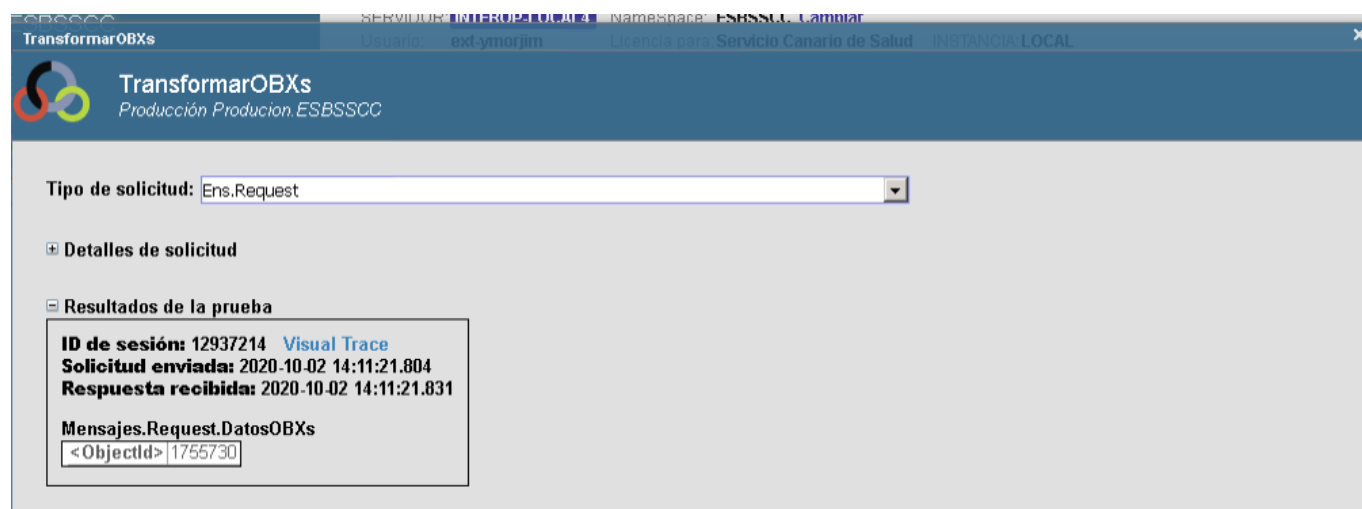 ESBSSCC
SERVIDOR: INTEROP-LOCAL4 NameSpace: ESBSSCC Cambiar
TransformarOBXs
Usuario: ext-ymorjim Licencia para: Servicio Canario de Salud INSTANCIA: LOCAL
x
TransformarOBXs
Producción Producion.ESBSSCC
Tipo de solicitud: Ens.Request
Detalles de solicitud
Resultados de la prueba
ID de sesión: 12937214 Visual Trace
Solicitud enviada: 2020-10-02 14:11:21.804
Respuesta recibida: 2020-10-02 14:11:21.831
Mensajes.Request.DatosOBXs
<ObjectId> 1755730